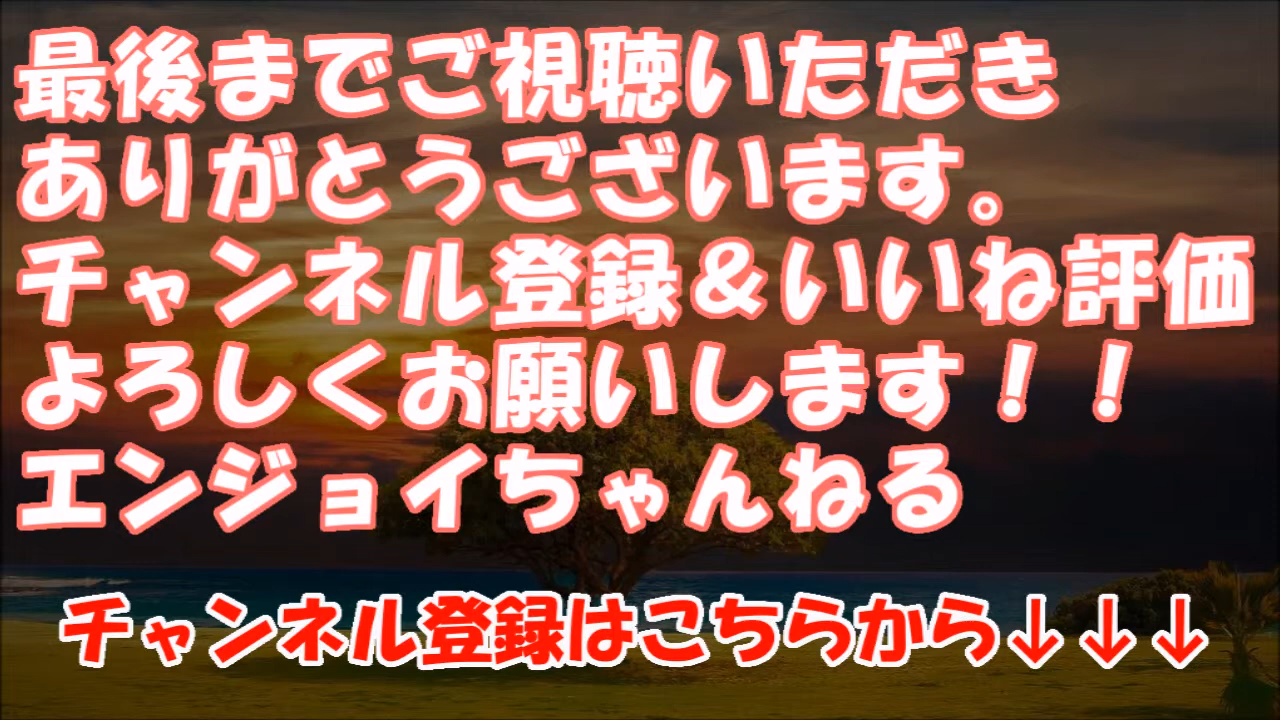 最後までご視聴いただき
ありがとうございます。
チャンネル登録＆いいね評価
よろしくお願いします！！
エンジョイちゃんねる
チャンネル登録はこちらから↓↓↓